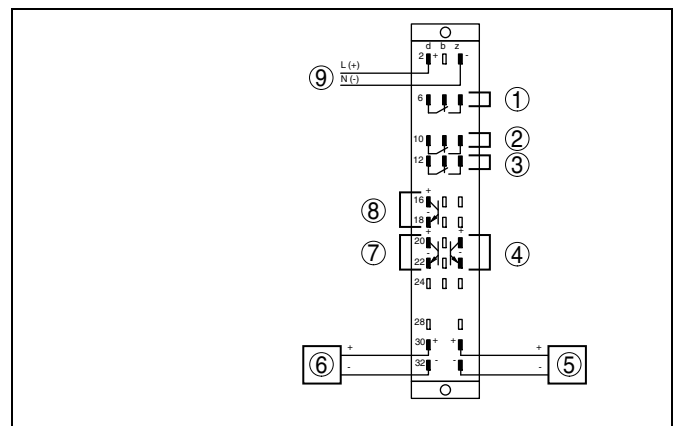 d b z
2 + -
L (+)
⑨ N (-)
6 ①
10 ②
12 ③
+
16
⑧
-
18
+ +
20
⑦ - - ④
22
24
28
30 + +
+ +
⑥ ⑤
- -
32 - -